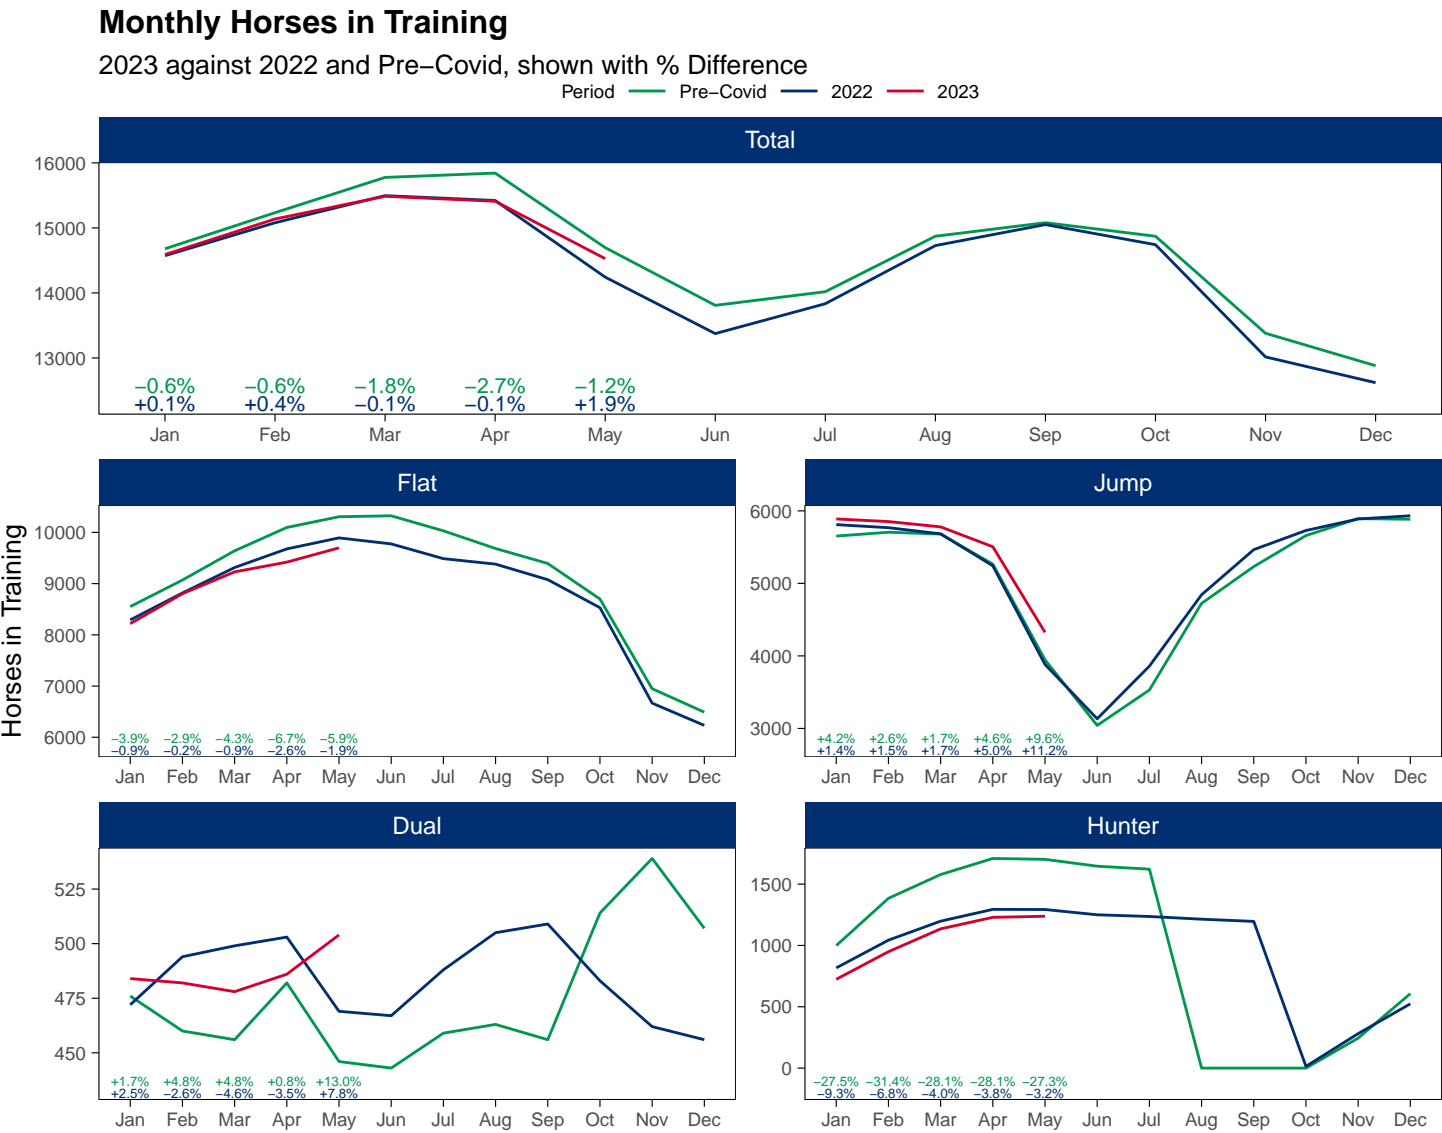 Monthly Horses in Training
2023 against 2022 and Pre−Covid, shown with % Difference
Period Pre−Covid 2022 2023
Total
16000
15000
14000
13000
−0.6% −0.6% −1.8% −2.7% −1.2%
+0.1% +0.4% −0.1% −0.1% +1.9%
Jan Feb Mar Apr May Jun Jul Aug Sep Oct Nov Dec
Horses in Training
Flat
10000
9000
8000
7000
6000
−3.9% −2.9% −4.3% −6.7% −5.9%
−0.9% −0.2% −0.9% −2.6% −1.9%
Jan Feb Mar Apr May Jun Jul Aug Sep Oct Nov Dec
Jump
6000
5000
4000
3000
+4.2% +2.6% +1.7% +4.6% +9.6%
+1.4% +1.5% +1.7% +5.0% +11.2%
Jan Feb Mar Apr May Jun Jul Aug Sep Oct Nov Dec
Dual
525
500
475
450
+1.7% +4.8% +4.8% +0.8% +13.0%
+2.5% −2.6% −4.6% −3.5% +7.8%
Jan Feb Mar Apr May Jun Jul Aug Sep Oct Nov Dec
Hunter
1500
1000
500
0
−27.5% −31.4% −28.1% −28.1% −27.3%
−9.3% −6.8% −4.0% −3.8% −3.2%
Jan Feb Mar Apr May Jun Jul Aug Sep Oct Nov Dec